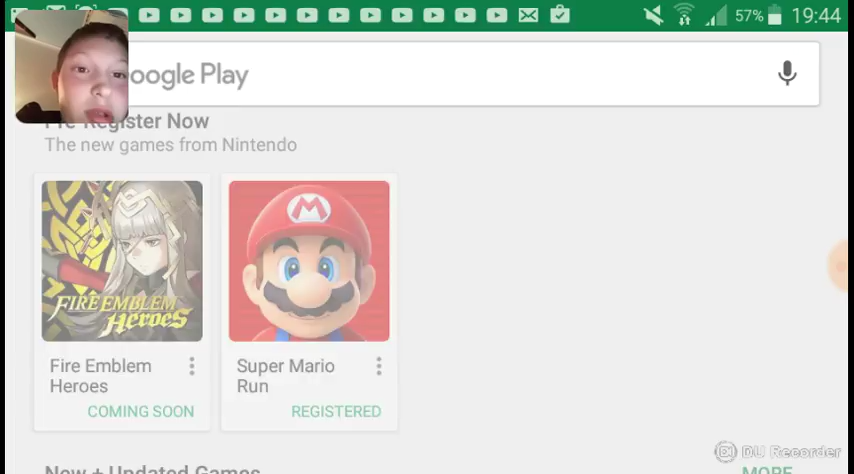 57% 19:44
oogle Play
Pre-Register Now
The new games from Nintendo
M
FIRE EMBLEM
HEROES
Fire Emblem
Heroes
COMING SOON
Super Mario
Run
REGISTERED
New + Updated Games
MORE
DU Recorder